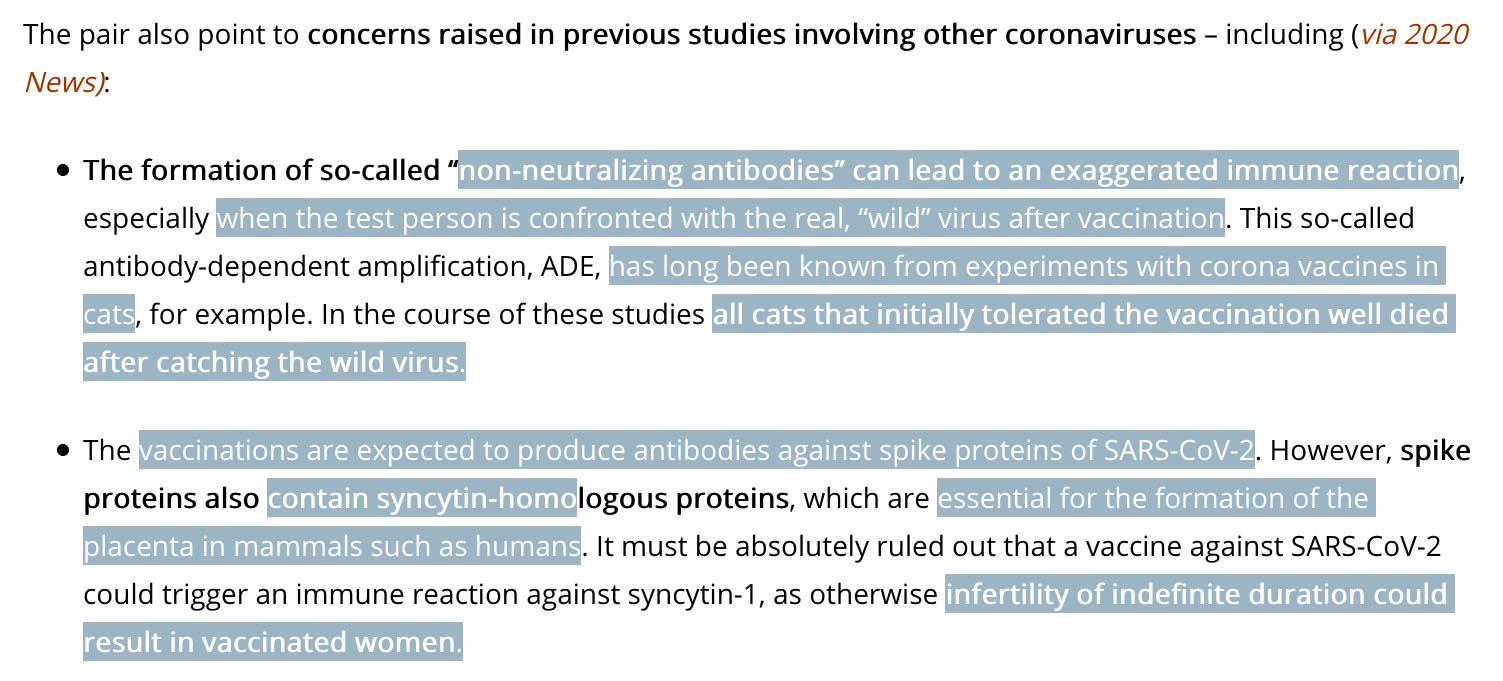 The pair also point to concerns raised in previous studies involving other coronaviruses – including (via 2020
News):
• The formation of so-called “non-neutralizing antibodies” can lead to an exaggerated immune reaction,
especially when the test person is confronted with the real, “wild” virus after vaccination. This so-called
antibody-dependent amplification, ADE, has long been known from experiments with corona vaccines in
cats, for example. In the course of these studies all cats that initially tolerated the vaccination well died
after catching the wild virus.
• The vaccinations are expected to produce antibodies against spike proteins of SARS-CoV-2. However, spike
proteins also contain syncytin-homologous proteins, which are essential for the formation of the
placenta in mammals such as humans. It must be absolutely ruled out that a vaccine against SARS-CoV-2
could trigger an immune reaction against syncytin-1, as otherwise infertility of indefinite duration could
result in vaccinated women.